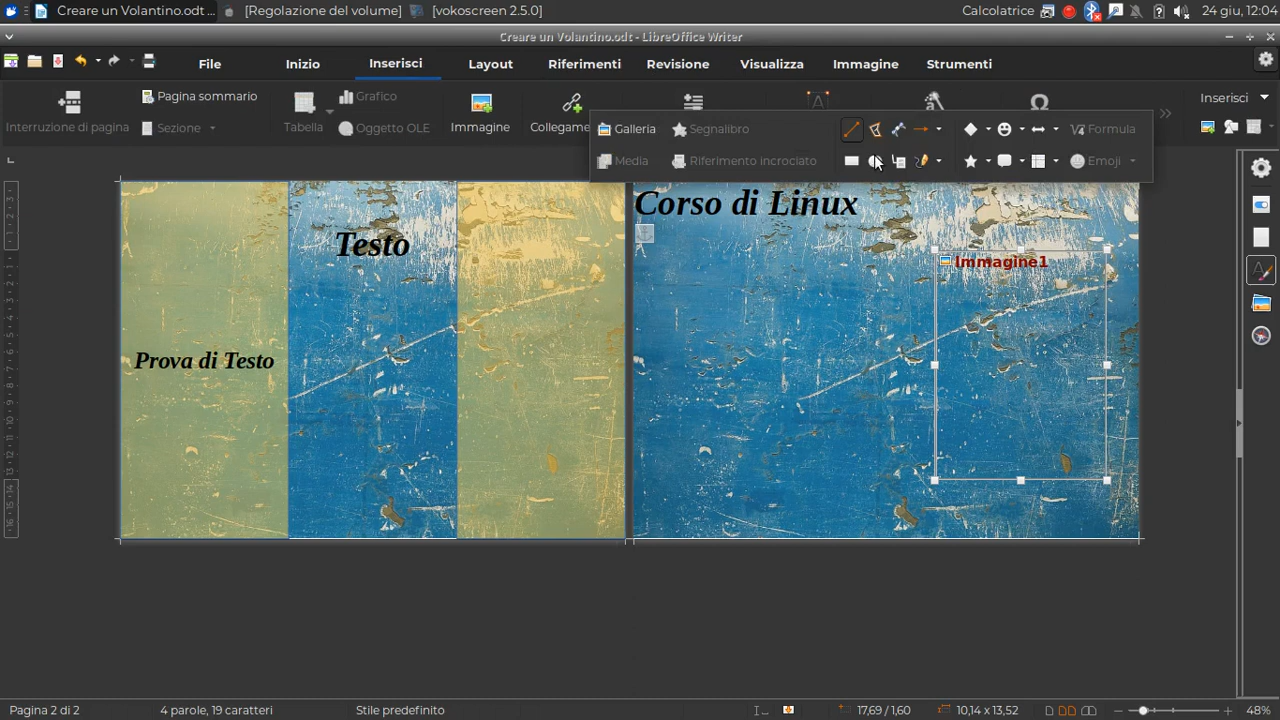 Creare un Volantino.odt ... [Regolazione del volume] [vokoscreen 2.5.0] Calcolatrice 24 giu, 12:04
Creare un Volantino.odt - LibreOffice Writer
File Inizio Inserisci Layout Riferimenti Revisione Visualizza Immagine Strumenti
Interruzione di pagina
Pagina sommario
Sezione
Tabella
Grafico
Oggetto OLE
Immagine
Collegame
Inserisci
Galleria Segnalibro Formula
Media Riferimento incrociato Emoji
Testo
Prova di Testo
Corso di Linux
Immagine1
Pagina 2 di 2 4 parole, 19 caratteri Stile predefinito 17,69 / 1,60 10,14 x 13,52 48%